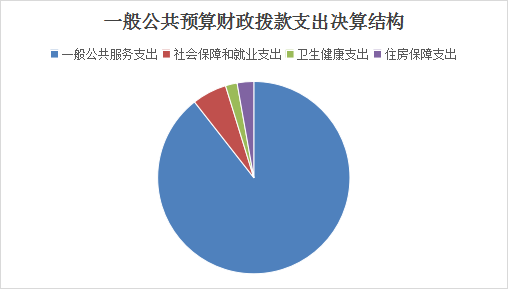 一般公共预算财政拨款支出决算结构
一般公共服务支出 社会保障和就业支出 卫生健康支出 住房保障支出